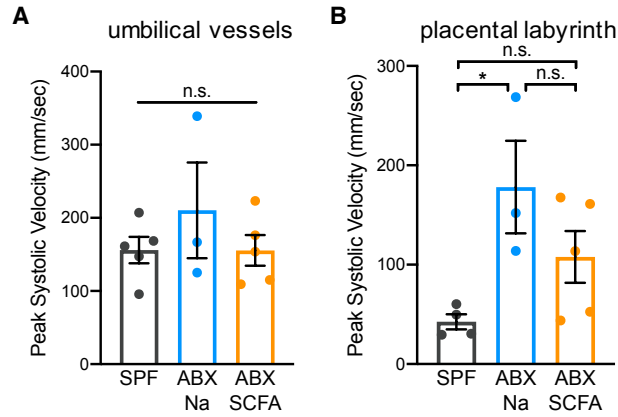 A
umbilical vessels
Peak Systolic Velocity (mm/sec)
400
300
200
100
0
n.s.
SPF
ABX
Na
ABX
SCFA
B
placental labyrinth
Peak Systolic Velocity (mm/sec)
300
200
100
0
n.s.
*
n.s.
SPF
ABX
Na
ABX
SCFA